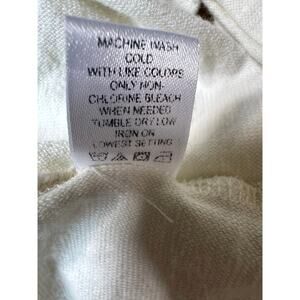 MACHINE WASH
COLD
WITH LIKE COLORS
ONLY NON-
CHLORINE BLEACH
WHEN NEEDED
TUMBLE DRY LOW
IRON ON
LOWEST SETTING